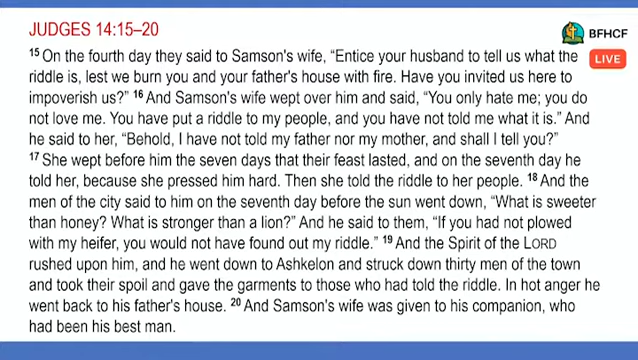 JUDGES 14:15–20
BFHCF
LIVE
15 On the fourth day they said to Samson's wife, “Entice your husband to tell us what the
riddle is, lest we burn you and your father's house with fire. Have you invited us here to
impoverish us?” 16 And Samson's wife wept over him and said, “You only hate me; you do
not love me. You have put a riddle to my people, and you have not told me what it is.” And
he said to her, “Behold, I have not told my father nor my mother, and shall I tell you?”
17 She wept before him the seven days that their feast lasted, and on the seventh day he
told her, because she pressed him hard. Then she told the riddle to her people. 18 And the
men of the city said to him on the seventh day before the sun went down, “What is sweeter
than honey? What is stronger than a lion?” And he said to them, “If you had not plowed
with my heifer, you would not have found out my riddle.” 19 And the Spirit of the LORD
rushed upon him, and he went down to Ashkelon and struck down thirty men of the town
and took their spoil and gave the garments to those who had told the riddle. In hot anger he
went back to his father's house. 20 And Samson's wife was given to his companion, who
had been his best man.